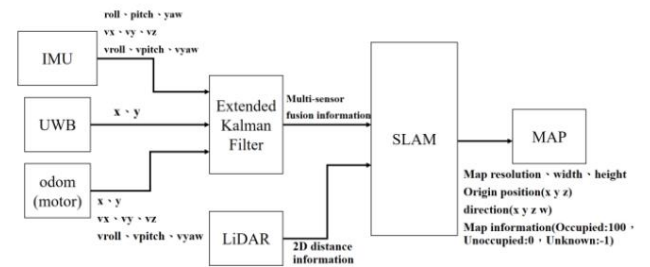 roll、pitch、yaw
vx、vy、vz
vroll、vpitch、vyaw
IMU
UWB
x、y
odom
(motor)
x、y
vx、vy、vz
vroll、vpitch、vyaw
Extended
Kalman
Filter
Multi-sensor
fusion information
LiDAR
2D distance
information
SLAM
MAP
Map resolution、width、height
Origin position(x y z)
direction(x y z w)
Map information(Occupied:100，
Unoccupied:0，Unknown:-1)